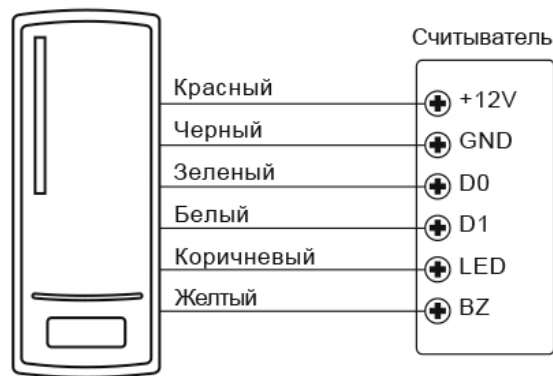 Считыватель
Красный
+12V
Черный
GND
Зеленый
D0
Белый
D1
Коричневый
LED
Желтый
BZ